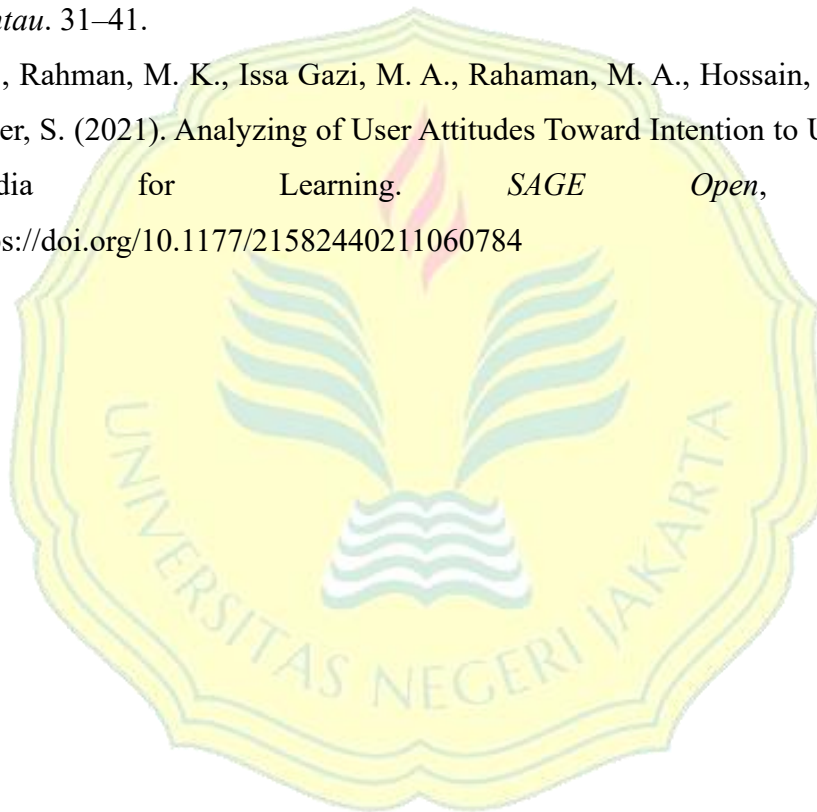 ntau. 31–41.
, Rahman, M. K., Issa Gazi, M. A., Rahaman, M. A., Hossain,
er, S. (2021). Analyzing of User Attitudes Toward Intention to U
dia for Learning. SAGE Open,
s://doi.org/10.1177/21582440211060784
UNIVERSITAS NEGERI JAKARTA